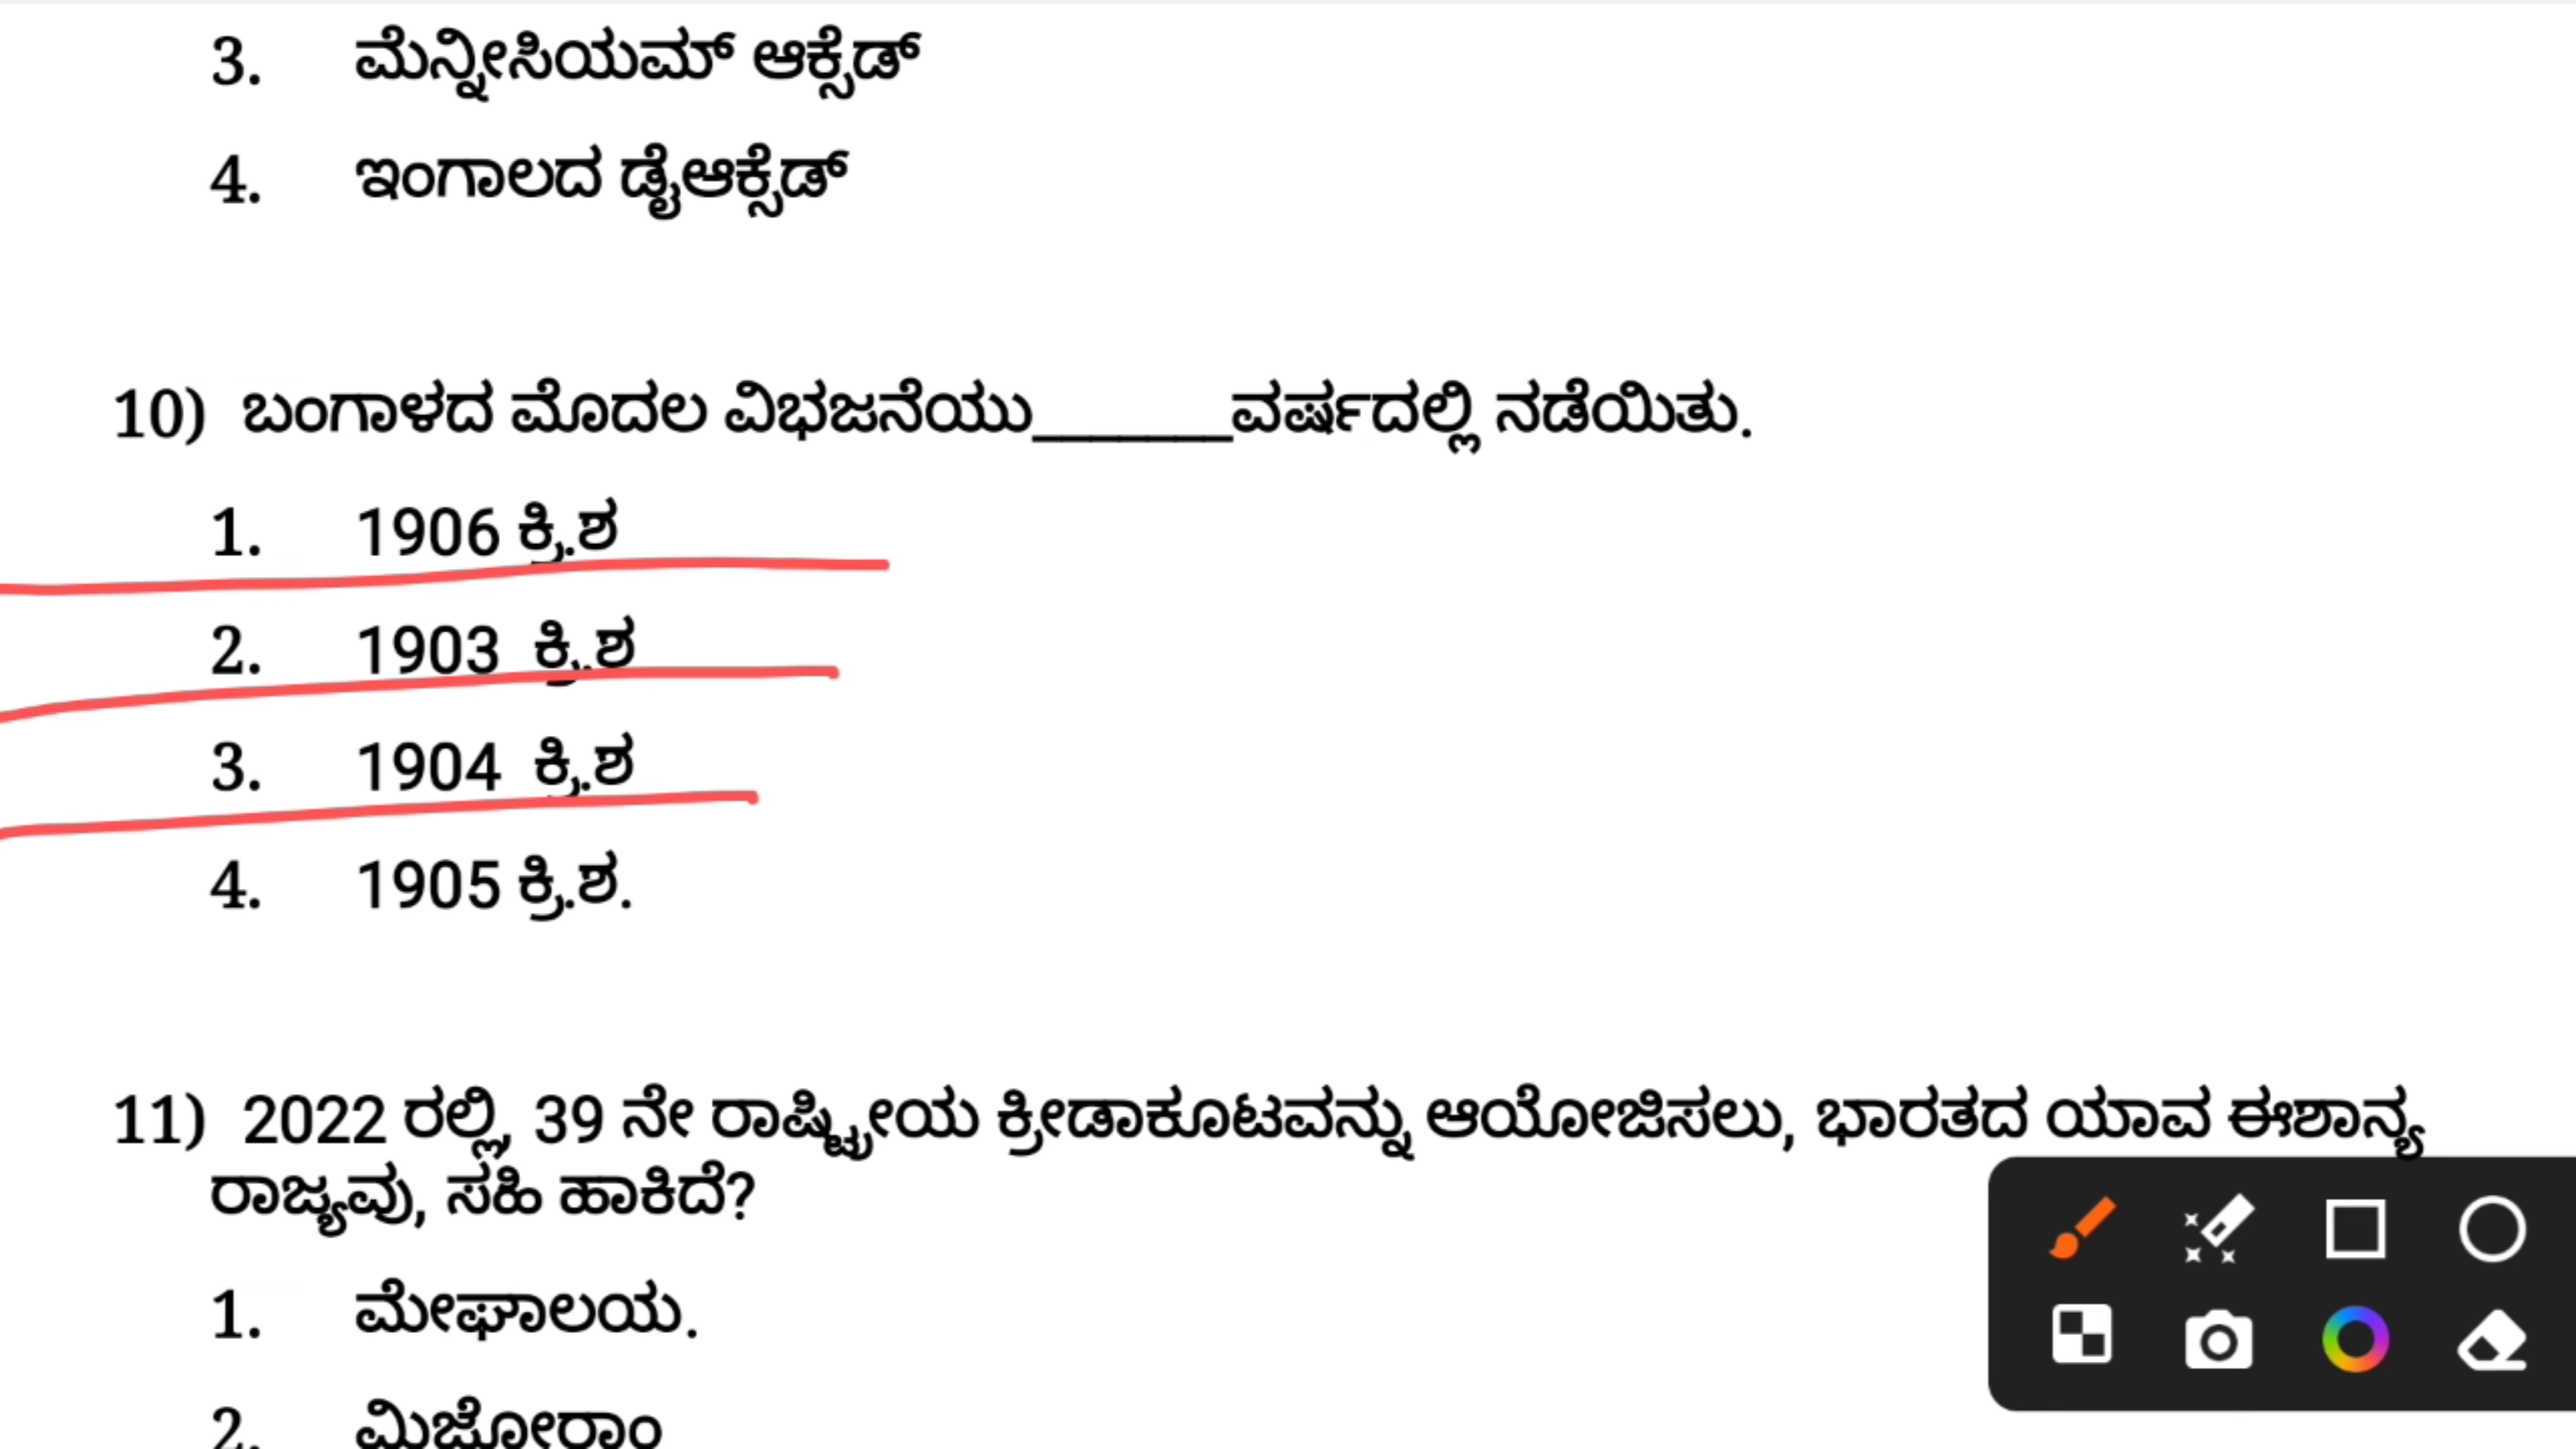 3. ಮೆನ್ನೀಸಿಯಮ್ ಆಕ್ಸೆಡ್
4. ಇಂಗಾಲದ ಡೈಆಕ್ಸೆಡ್
10) ಬಂಗಾಳದ ಮೊದಲ ವಿಭಜನೆಯು______ವರ್ಷದಲ್ಲಿ ನಡೆಯಿತು.
1. 1906 ಕ್ರಿ.ಶ
2. 1903 ಕ್ರಿ.ಶ
3. 1904 ಕ್ರಿ.ಶ
4. 1905 ಕ್ರಿ.ಶ.
11) 2022 ರಲ್ಲಿ, 39 ನೇ ರಾಷ್ಟ್ರೀಯ ಕ್ರೀಡಾಕೂಟವನ್ನು ಆಯೋಜಿಸಲು, ಭಾರತದ ಯಾವ ಈಶಾನ್ಯ
ರಾಜ್ಯವು, ಸಹಿ ಹಾಕಿದೆ?
1. ಮೇಘಾಲಯ.
2. ಮಿಜೋರಾಂ